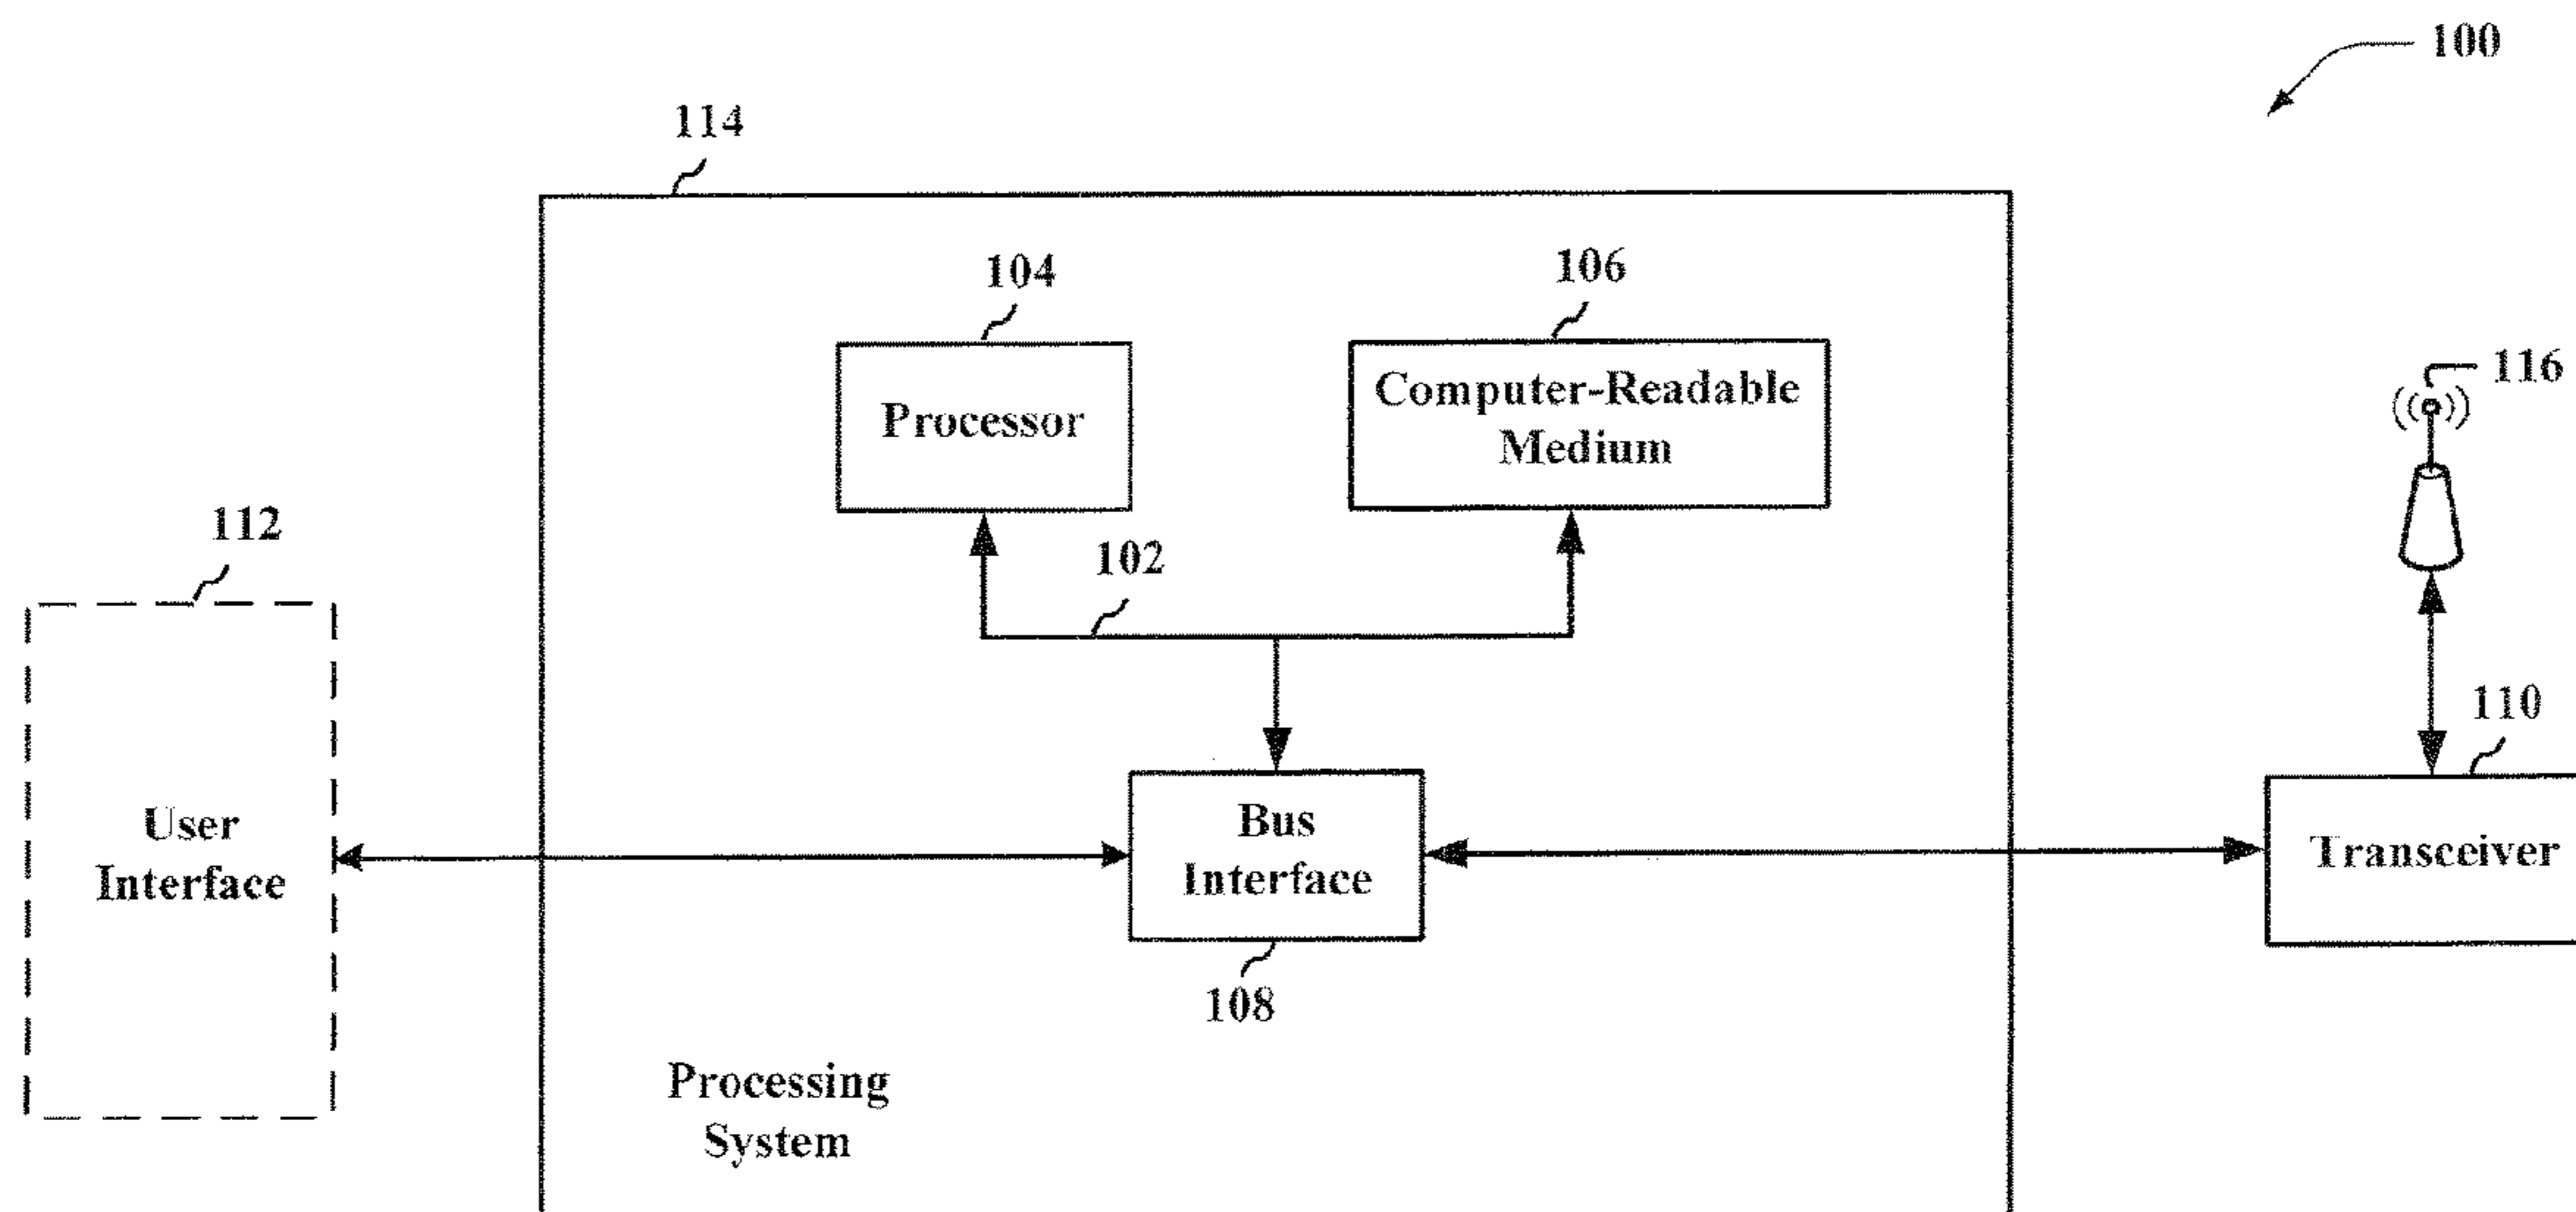 100
114
104
106
Processor
Computer-Readable
Medium
116
112
102
110
User
Interface
Bus
Interface
Transceiver
108
Processing
System